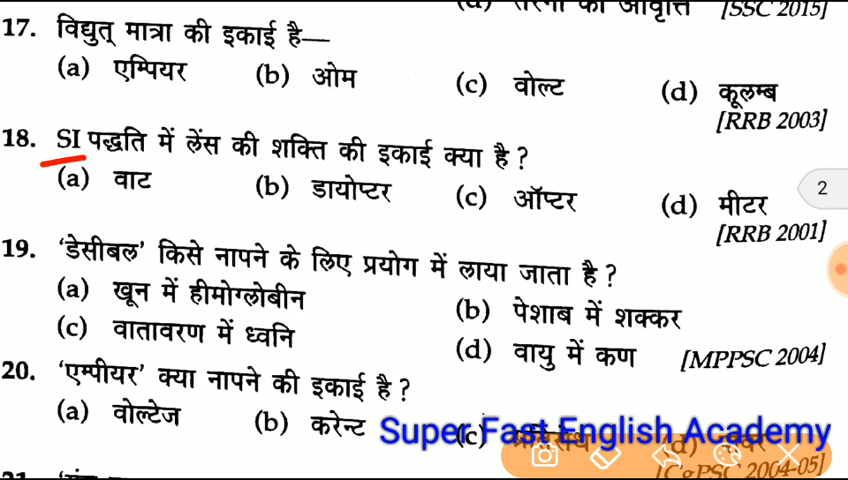 [SSC 2015]
17. विद्युत् मात्रा की इकाई है—
(a) एम्पियर (b) ओम (c) वोल्ट (d) कूलम्ब
[RRB 2003]
18. SI पद्धति में लेंस की शक्ति की इकाई क्या है ?
(a) वाट (b) डायोप्टर (c) ऑप्टर (d) मीटर
2
[RRB 2001]
19. ‘डेसीबल’ किसे नापने के लिए प्रयोग में लाया जाता है ?
(a) खून में हीमोग्लोबीन (b) पेशाब में शक्कर
(c) वातावरण में ध्वनि (d) वायु में कण [MPPSC 2004]
20. ‘एम्पीयर’ क्या नापने की इकाई है ?
(a) वोल्टेज (b) करेन्ट (c) (d)
Super Fast English Academy
[CgPSC 2004-05]